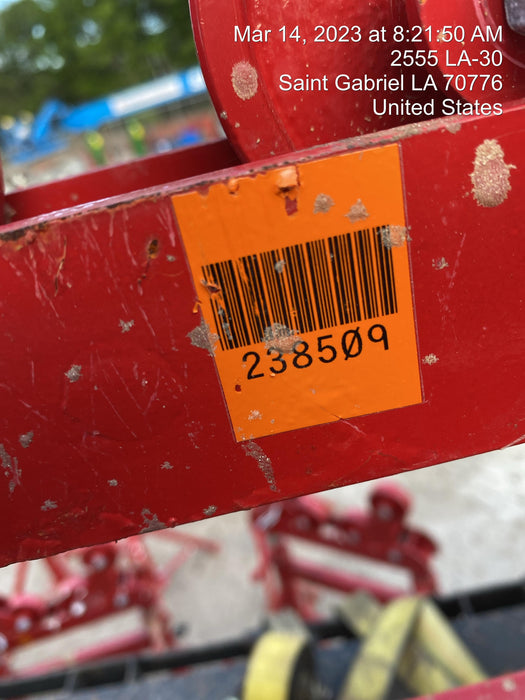 Mar 14, 2023 at 8:21:50 AM
2555 LA-30
Saint Gabriel LA 70776
United States
238509